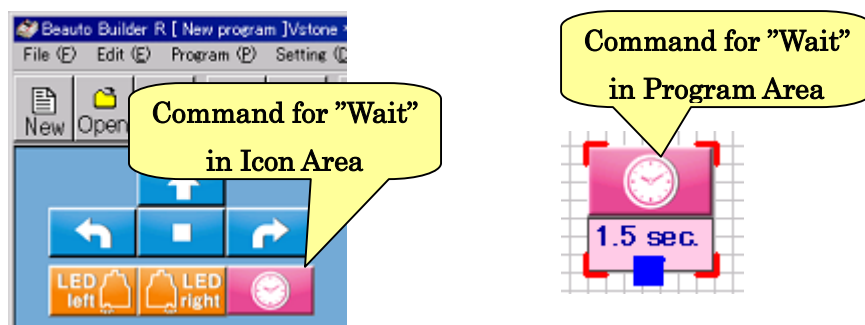 Beauto Builder R [ New program ]Vstone
File (F) Edit (E) Program (P) Setting (
New Open
Command for ”Wait”
in Icon Area
LED left
LED right
Command for ”Wait”
in Program Area
1.5 sec.